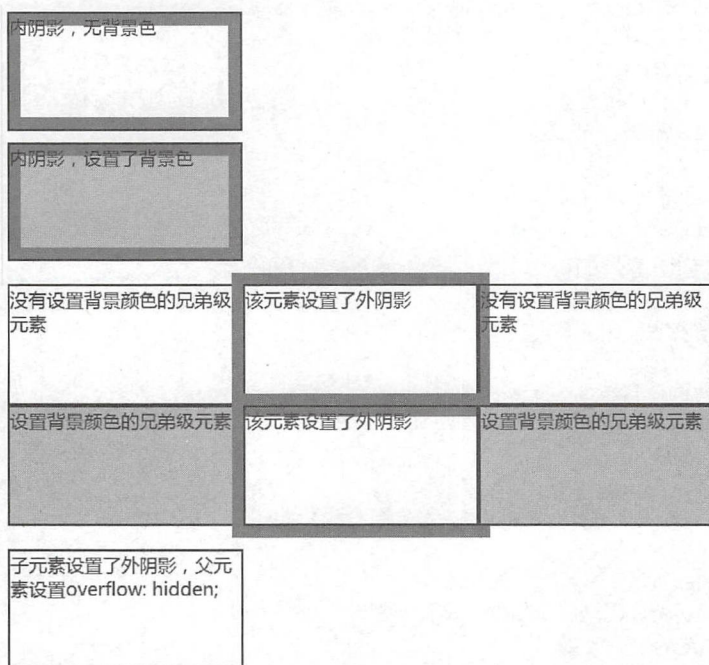 内阴影，无背景色
内阴影，设置了背景色
没有设置背景颜色的兄弟级
元素
该元素设置了外阴影
没有设置背景颜色的兄弟级
元素
设置背景颜色的兄弟级元素
该元素设置了外阴影
设置背景颜色的兄弟级元素
子元素设置了外阴影，父元
素设置overflow: hidden;